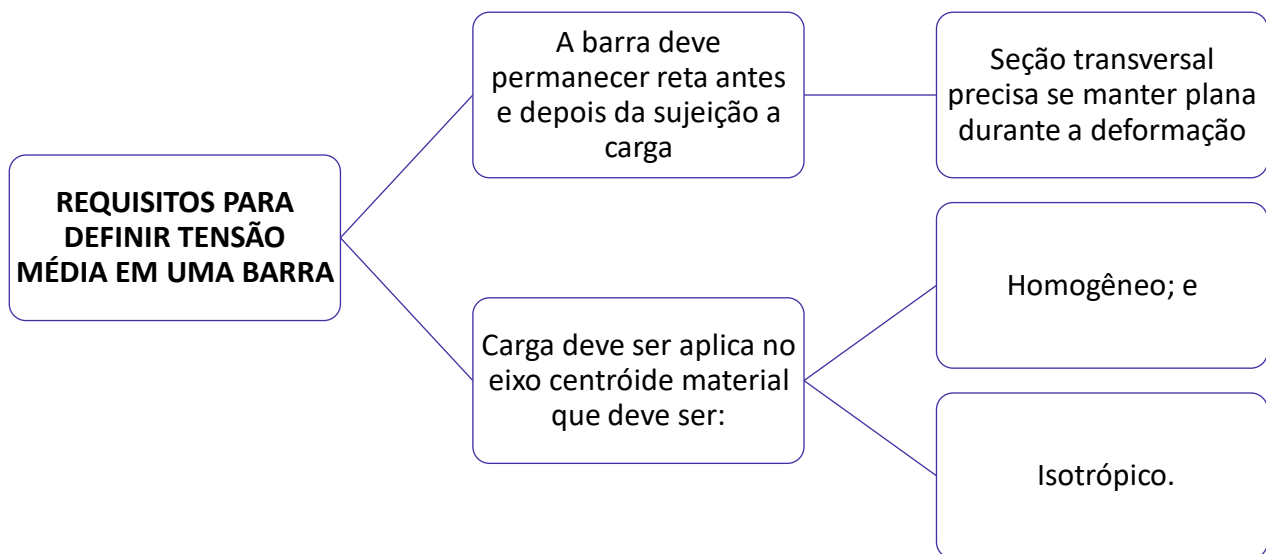 REQUISITOS PARA
DEFINIR TENSÃO
MÉDIA EM UMA BARRA
A barra deve
permanecer reta antes
e depois da sujeição a
carga
Seção transversal
precisa se manter plana
durante a deformação
Carga deve ser aplica no
eixo centróide material
que deve ser:
Homogêneo; e
Isotrópico.